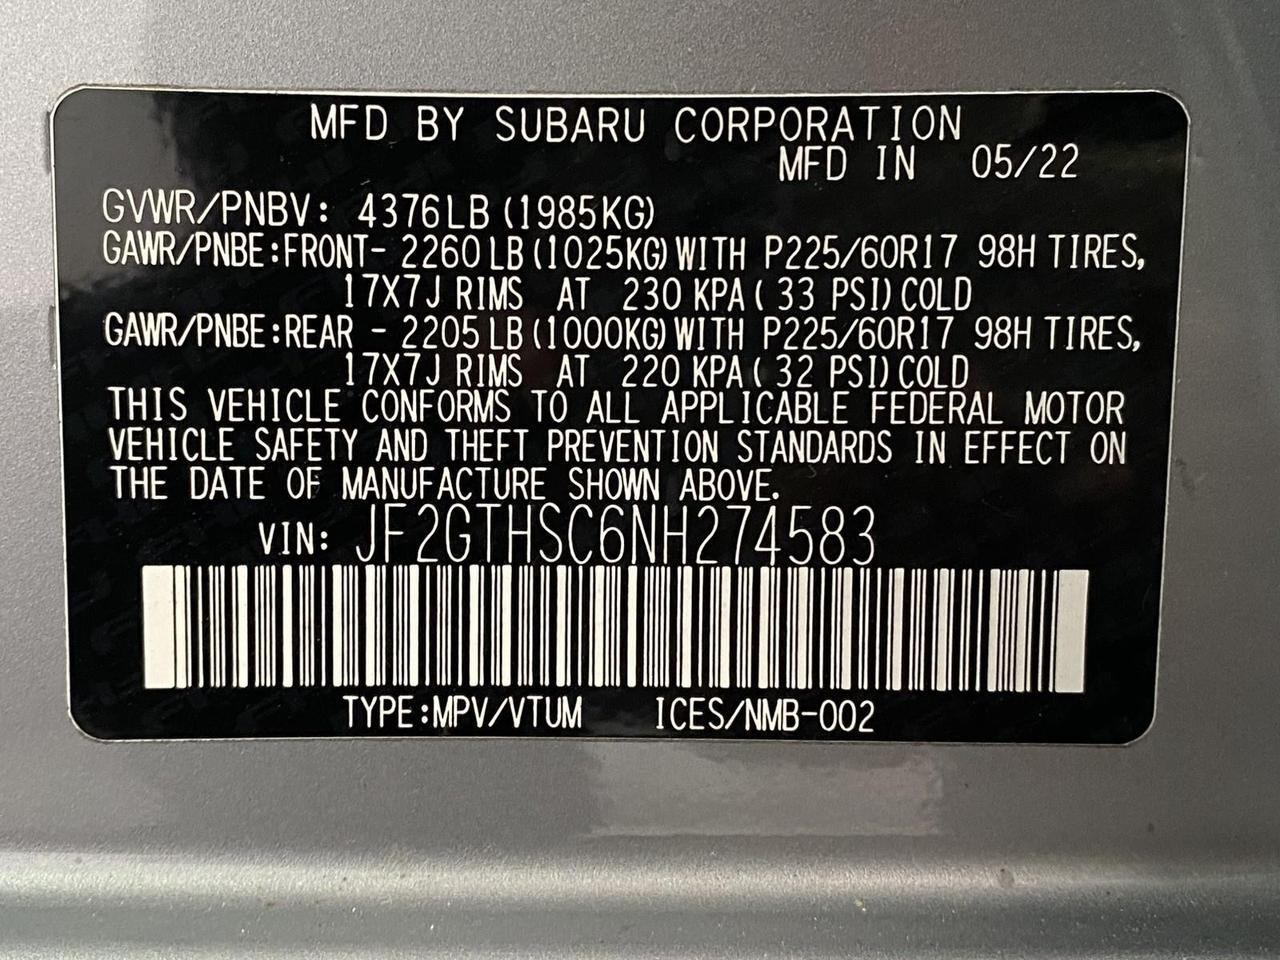 MFD BY SUBARU CORPORATION
MFD IN 05/22
GVWR/PNBV: 4376LB (1985KG)
GAWR/PNBE:FRONT- 2260 LB (1025KG) WITH P225/60R17 98H TIRES,
17X7J RIMS AT 230 KPA( 33 PSI) COLD
GAWR/PNBE:REAR - 2205 LB (1000KG) WITH P225/60R17 98H TIRES,
17X7J RIMS AT 220 KPA( 32 PSI) COLD
THIS VEHICLE CONFORMS TO ALL APPLICABLE FEDERAL MOTOR
VEHICLE SAFETY AND THEFT PREVENTION STANDARDS IN EFFECT ON
THE DATE OF MANUFACTURE SHOWN ABOVE.
VIN: JF2GTHSC6NH274583
TYPE:MPV/VTUM ICES/NMB-002